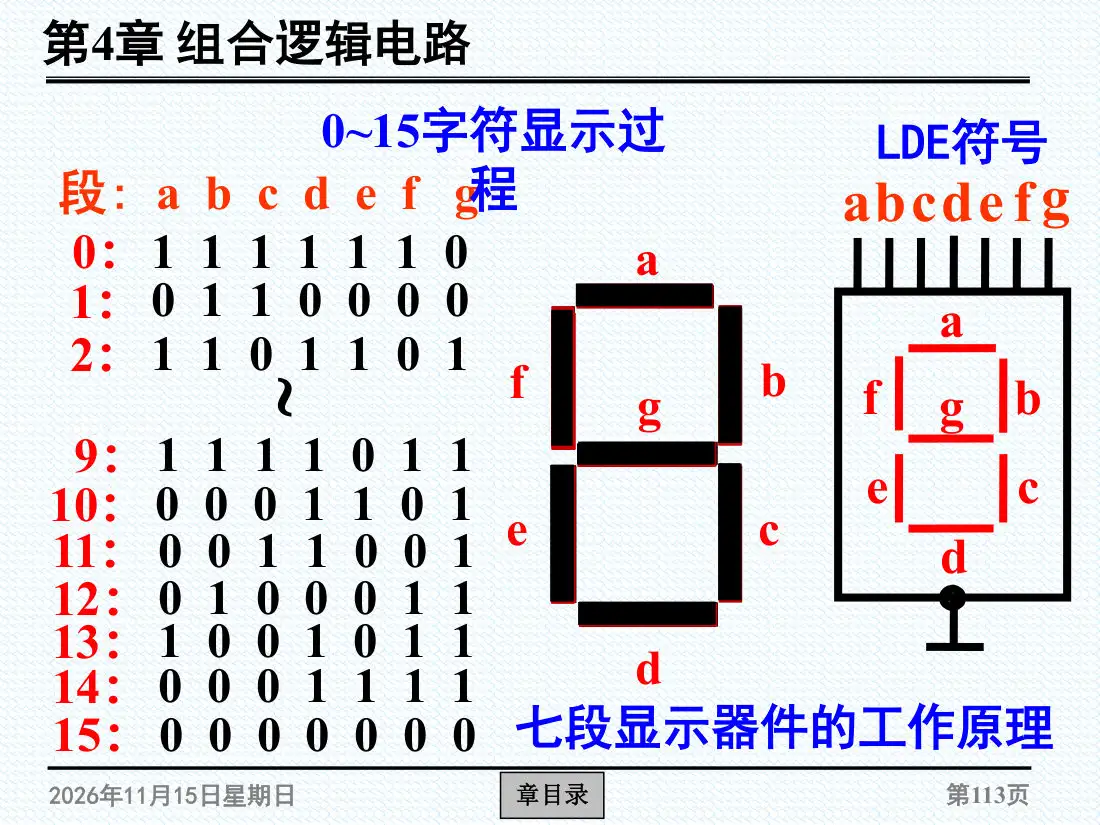 第4章 组合逻辑电路
0~15字符显示过
程
LDE符号
段: a b c d e f g
abcdefg
0: 1 1 1 1 1 1 0
1: 0 1 1 0 0 0 0
2: 1 1 0 1 1 0 1
~
9: 1 1 1 1 0 1 1
10: 0 0 0 1 1 0 1
11: 0 0 1 1 0 0 1
12: 0 1 0 0 0 1 1
13: 1 0 0 1 0 1 1
14: 0 0 0 1 1 1 1
15: 0 0 0 0 0 0 0
a
f
b
g
e
c
d
a
f
g
b
e
c
d
七段显示器件的工作原理
2026年11月15日星期日
章目录
第113页